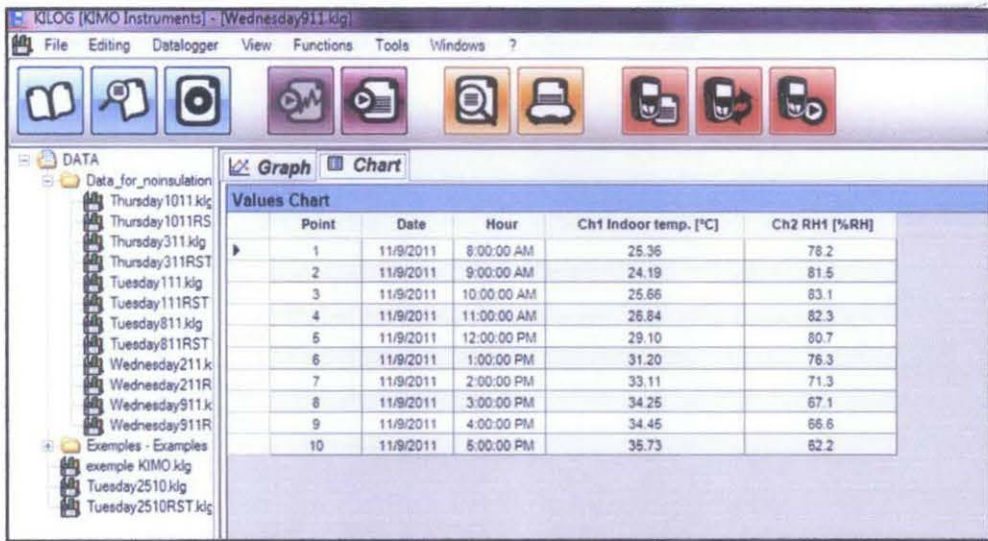 KILOG [KIMO Instruments] - [Wednesday911.klg]
File Editing Datalogger View Functions Tools Windows ?
DATA
Data_for_noinsulation
Thursday1011.klg
Thursday1011RS
Thursday311.klg
Thursday311RST
Tuesday111.klg
Tuesday111RST
Tuesday811.klg
Tuesday811RST
Wednesday211.k
Wednesday211R
Wednesday911.k
Wednesday911R
Exemples - Examples
exemple KIMO.klg
Tuesday2510.klg
Tuesday2510RST.klg
Graph Chart
Values Chart
Point Date Hour Ch1 Indoor temp. [°C] Ch2 RH1 [%RH]
1 11/9/2011 8:00:00 AM 25.36 78.2
2 11/9/2011 9:00:00 AM 24.19 81.5
3 11/9/2011 10:00:00 AM 25.66 83.1
4 11/9/2011 11:00:00 AM 26.84 82.3
5 11/9/2011 12:00:00 PM 29.10 80.7
6 11/9/2011 1:00:00 PM 31.20 76.3
7 11/9/2011 2:00:00 PM 33.11 71.3
8 11/9/2011 3:00:00 PM 34.25 67.1
9 11/9/2011 4:00:00 PM 34.45 66.6
10 11/9/2011 5:00:00 PM 35.73 62.2